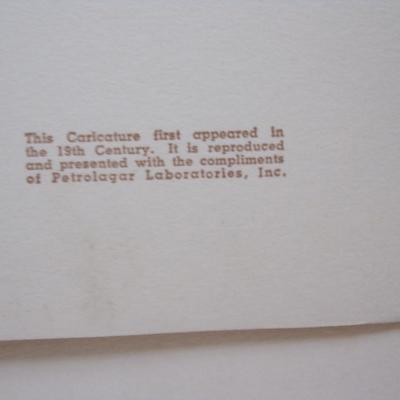 This Caricature first appeared in
the 19th Century. It is reproduced
and presented with the compliments
of Petrolagar Laboratories, Inc.